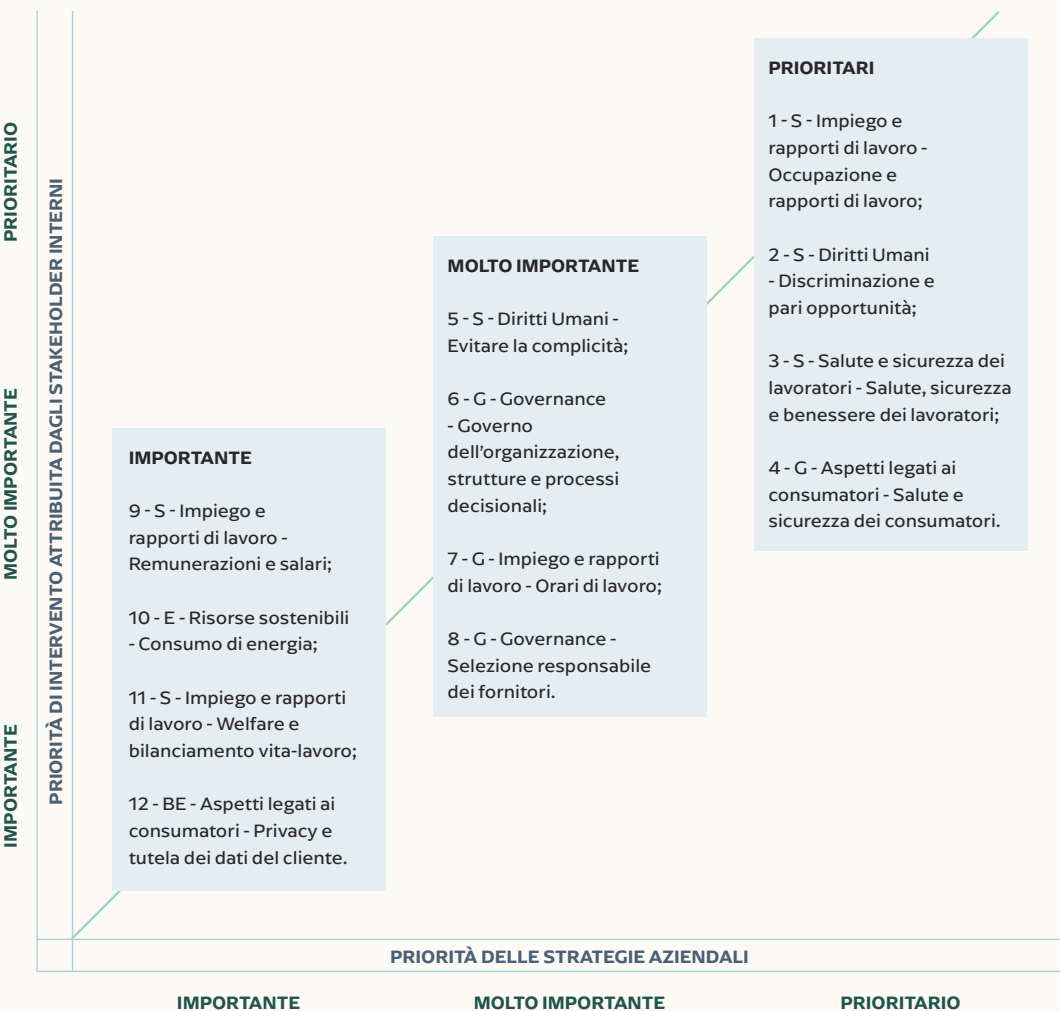 PRIORITARIO
MOLTO IMPORTANTE
IMPORTANTE
PRIORITÀ DI INTERVENTO ATTRIBUITA DAGLI STAKEHOLDER INTERNI
IMPORTANTE
9 - S - Impiego e
rapporti di lavoro -
Remunerazioni e salari;
10 - E - Risorse sostenibili
- Consumo di energia;
11 - S - Impiego e rapporti
di lavoro - Welfare e
bilanciamento vita-lavoro;
12 - BE - Aspetti legati ai
consumatori - Privacy e
tutela dei dati del cliente.
MOLTO IMPORTANTE
5 - S - Diritti Umani -
Evitare la complicità;
6 - G - Governance
- Governo
dell’organizzazione,
strutture e processi
decisionali;
7 - G - Impiego e rapporti
di lavoro - Orari di lavoro;
8 - G - Governance -
Selezione responsabile
dei fornitori.
PRIORITARI
1 - S - Impiego e
rapporti di lavoro -
Occupazione e
rapporti di lavoro;
2 - S - Diritti Umani
- Discriminazione e
pari opportunità;
3 - S - Salute e sicurezza dei
lavoratori - Salute, sicurezza
e benessere dei lavoratori;
4 - G - Aspetti legati ai
consumatori - Salute e
sicurezza dei consumatori.
PRIORITÀ DELLE STRATEGIE AZIENDALI
IMPORTANTE
MOLTO IMPORTANTE
PRIORITARIO